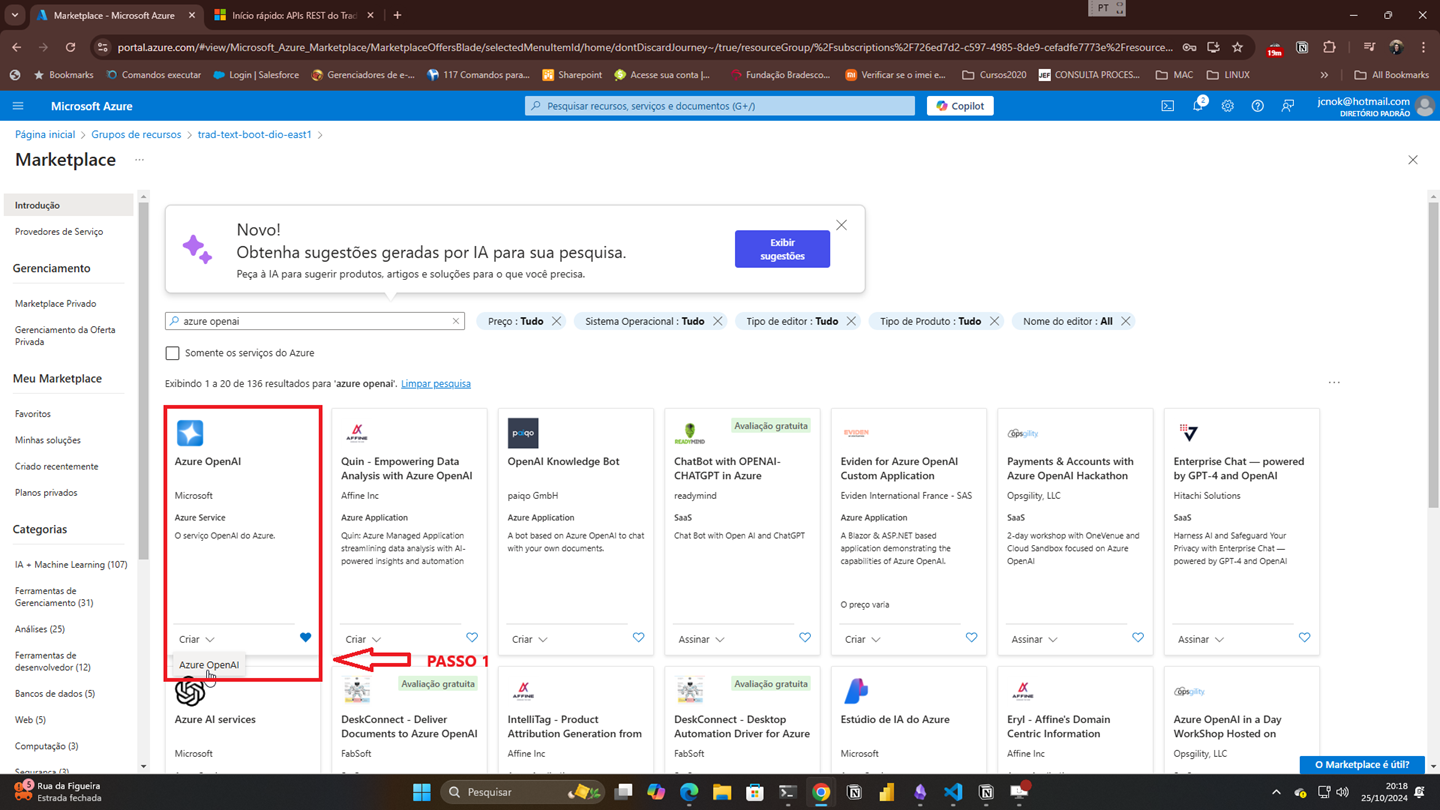 Marketplace - Microsoft Azure
Início rápido: APIs REST do Trad
PT
portal.azure.com/#view/Microsoft_Azure_Marketplace/MarketplaceOffersBlade/selectedMenuItemId/home/dontDiscardJourney~/true/resourceGroup/%2Fsubscriptions%2F726ed7d2-c597-4985-8de9-cefadfe7773e%2Fresource...
19m
Bookmarks
Comandos executar
Login | Salesforce
Gerenciadores de e-...
117 Comandos para...
Sharepoint
Acesse sua conta |...
Fundação Bradesco...
Verificar se o imei e...
Cursos2020
JEF CONSULTA PROCES...
MAC
LINUX
All Bookmarks
Microsoft Azure
Pesquisar recursos, serviços e documentos (G+/)
Copilot
2
jcnok@hotmail.com
DIRETÓRIO PADRÃO
Página inicial > Grupos de recursos > trad-text-boot-dio-east1 >
Marketplace ...
Introdução
Provedores de Serviço
Gerenciamento
Marketplace Privado
Gerenciamento da Oferta
Privada
Meu Marketplace
Favoritos
Minhas soluções
Criado recentemente
Planos privados
Categorias
IA + Machine Learning (107)
Ferramentas de
Gerenciamento (31)
Análises (25)
Ferramentas de
desenvolvedor (12)
Bancos de dados (5)
Web (5)
Computação (3)
Segurança (3)
Novo!
Obtenha sugestões geradas por IA para sua pesquisa.
Peça à IA para sugerir produtos, artigos e soluções para o que você precisa.
Exibir
sugestões
azure openai
Preço : Tudo
Sistema Operacional : Tudo
Tipo de editor : Tudo
Tipo de Produto : Tudo
Nome do editor : All
Somente os serviços do Azure
Exibindo 1 a 20 de 136 resultados para 'azure openai'. Limpar pesquisa
Azure OpenAI
Microsoft
Azure Service
O serviço OpenAI do Azure.
Criar
Azure OpenAI
AFFINE
Quin - Empowering Data
Analysis with Azure OpenAI
Affine Inc
Azure Application
Quin: Azure Managed Application
streamlining data analysis with AI-
powered insights and automation
Criar
paiqo
OpenAI Knowledge Bot
paiqo GmbH
Azure Application
A bot based on Azure OpenAI to chat
with your own documents.
Criar
READYMIND
Avaliação gratuita
ChatBot with OPENAI-
CHATGPT in Azure
readymind
SaaS
Chat Bot with Open AI and ChatGPT
Assinar
EVIDEN
Eviden for Azure OpenAI
Custom Application
Eviden International France - SAS
Azure Application
A Blazor & ASP.NET based
application demonstrating the
capabilities of Azure OpenAI.
O preço varia
Criar
opsgility
Payments & Accounts with
Azure OpenAI Hackathon
Opsgility, LLC
SaaS
2-day workshop with OneVenue and
Cloud Sandbox focused on Azure
OpenAI
Assinar
Enterprise Chat — powered
by GPT-4 and OpenAI
Hitachi Solutions
SaaS
Harness AI and Safeguard Your
Privacy with Enterprise Chat —
powered by GPT-4 and OpenAI
Assinar
PASSO 1
Azure AI services
Microsoft
Avaliação gratuita
DeskConnect - Deliver
Documents to Azure OpenAI
FabSoft
AFFINE
IntelliTag - Product
Attribution Generation from
Affine Inc
Avaliação gratuita
DeskConnect - Desktop
Automation Driver for Azure
FabSoft
Estúdio de IA do Azure
Microsoft
AFFINE
Eryl - Affine's Domain
Centric Information
Affine Inc
opsgility
Azure OpenAI in a Day
WorkShop Hosted on
Opsgility, LLC
O Marketplace é útil?
5
Rua da Figueira
Estrada fechada
Pesquisar
20:18
25/10/2024